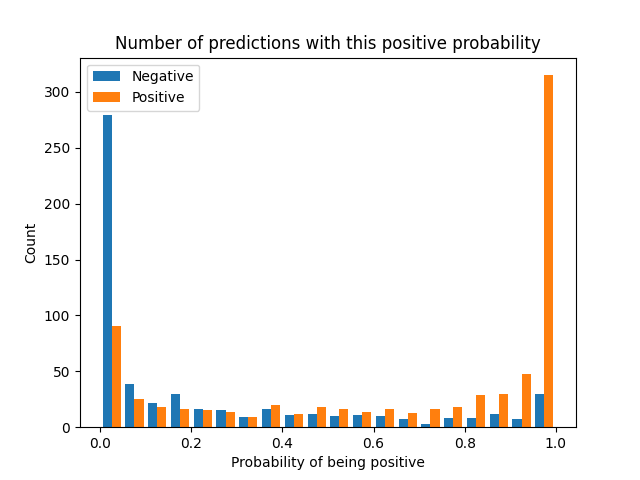 Number of predictions with this positive probability
Negative
Positive
300
250
200
150
100
50
0
Count
0.0 0.2 0.4 0.6 0.8 1.0
Probability of being positive